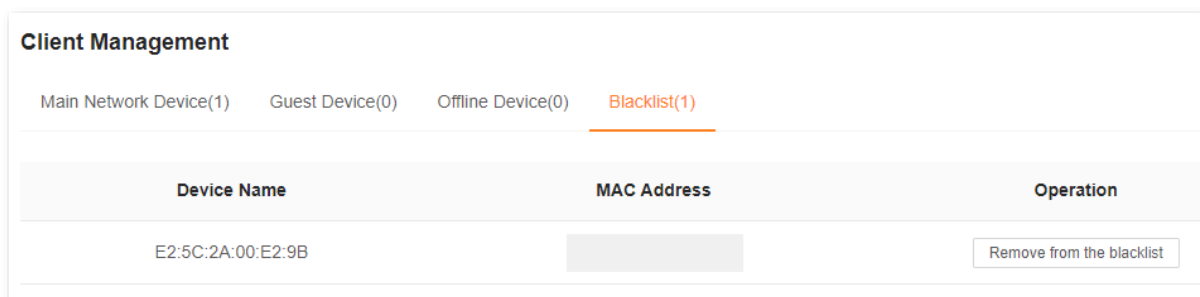 Client Management
Main Network Device(1) Guest Device(0) Offline Device(0) Blacklist(1)
Device Name MAC Address Operation
E2:5C:2A:00:E2:9B Remove from the blacklist